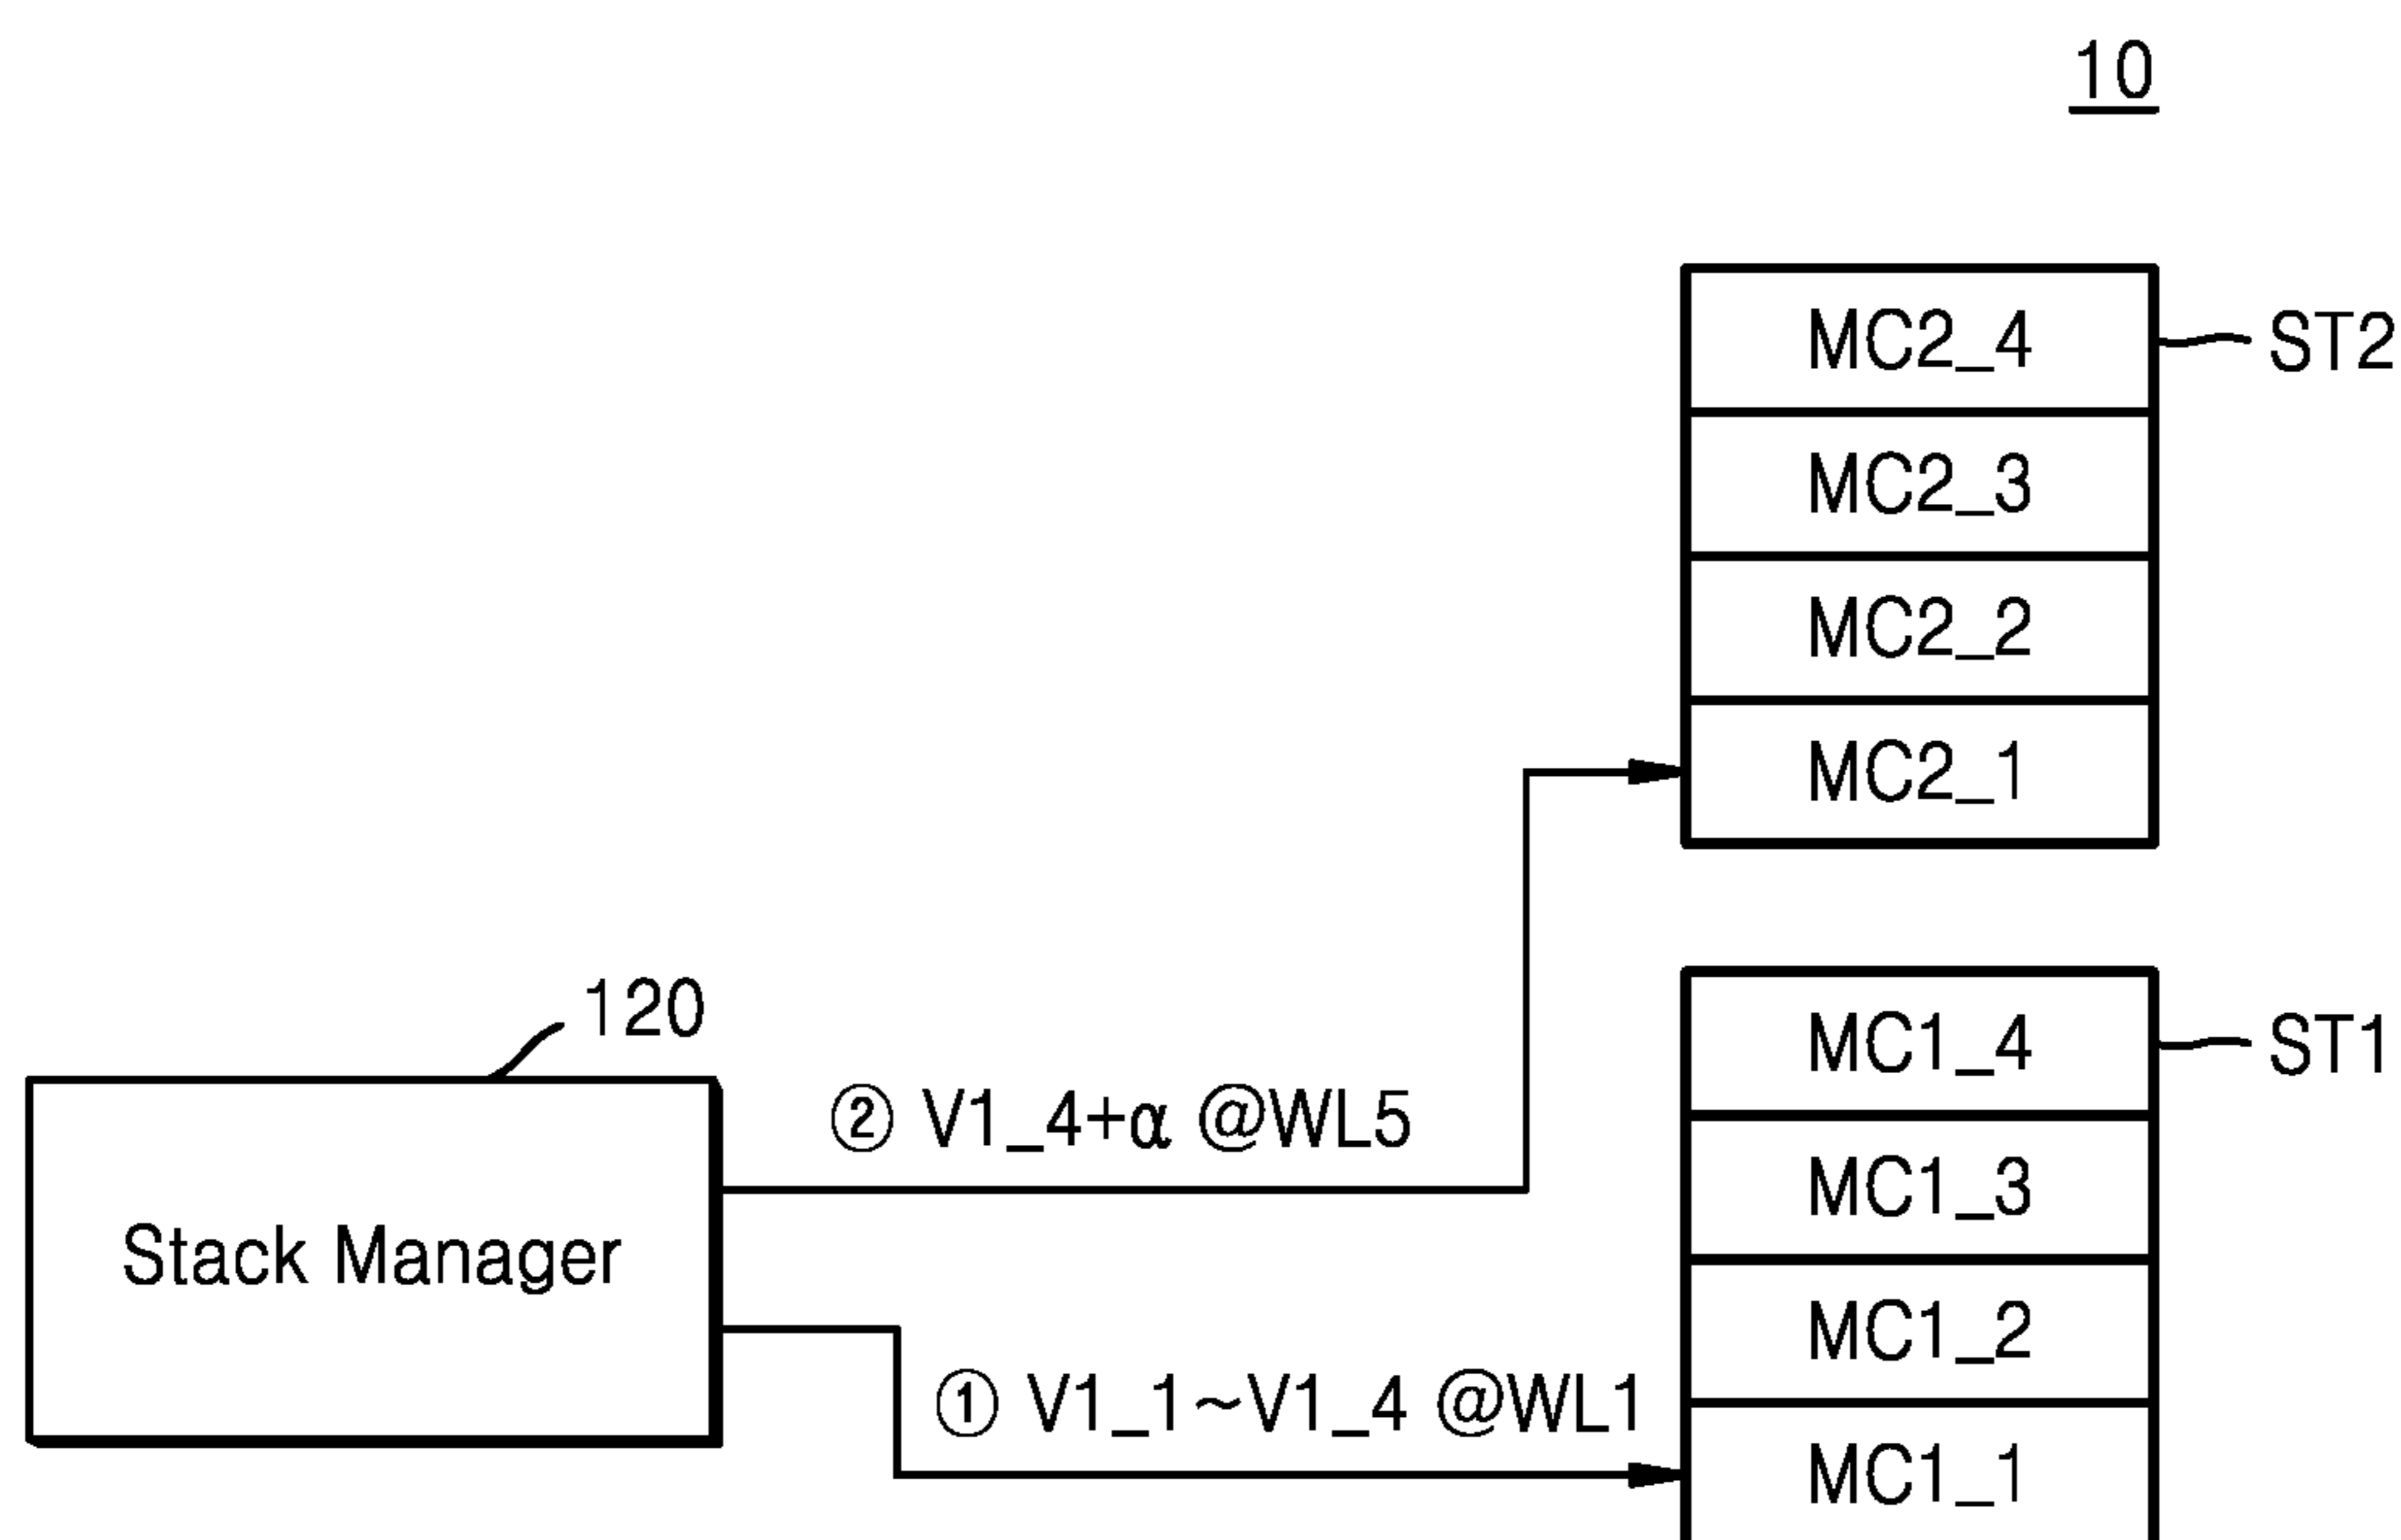 10
MC2_4 ST2
MC2_3
MC2_2
MC2_1
120
MC1_4 ST1
② V1_4+α @WL5
MC1_3
Stack Manager
MC1_2
① V1_1~V1_4 @WL1
MC1_1